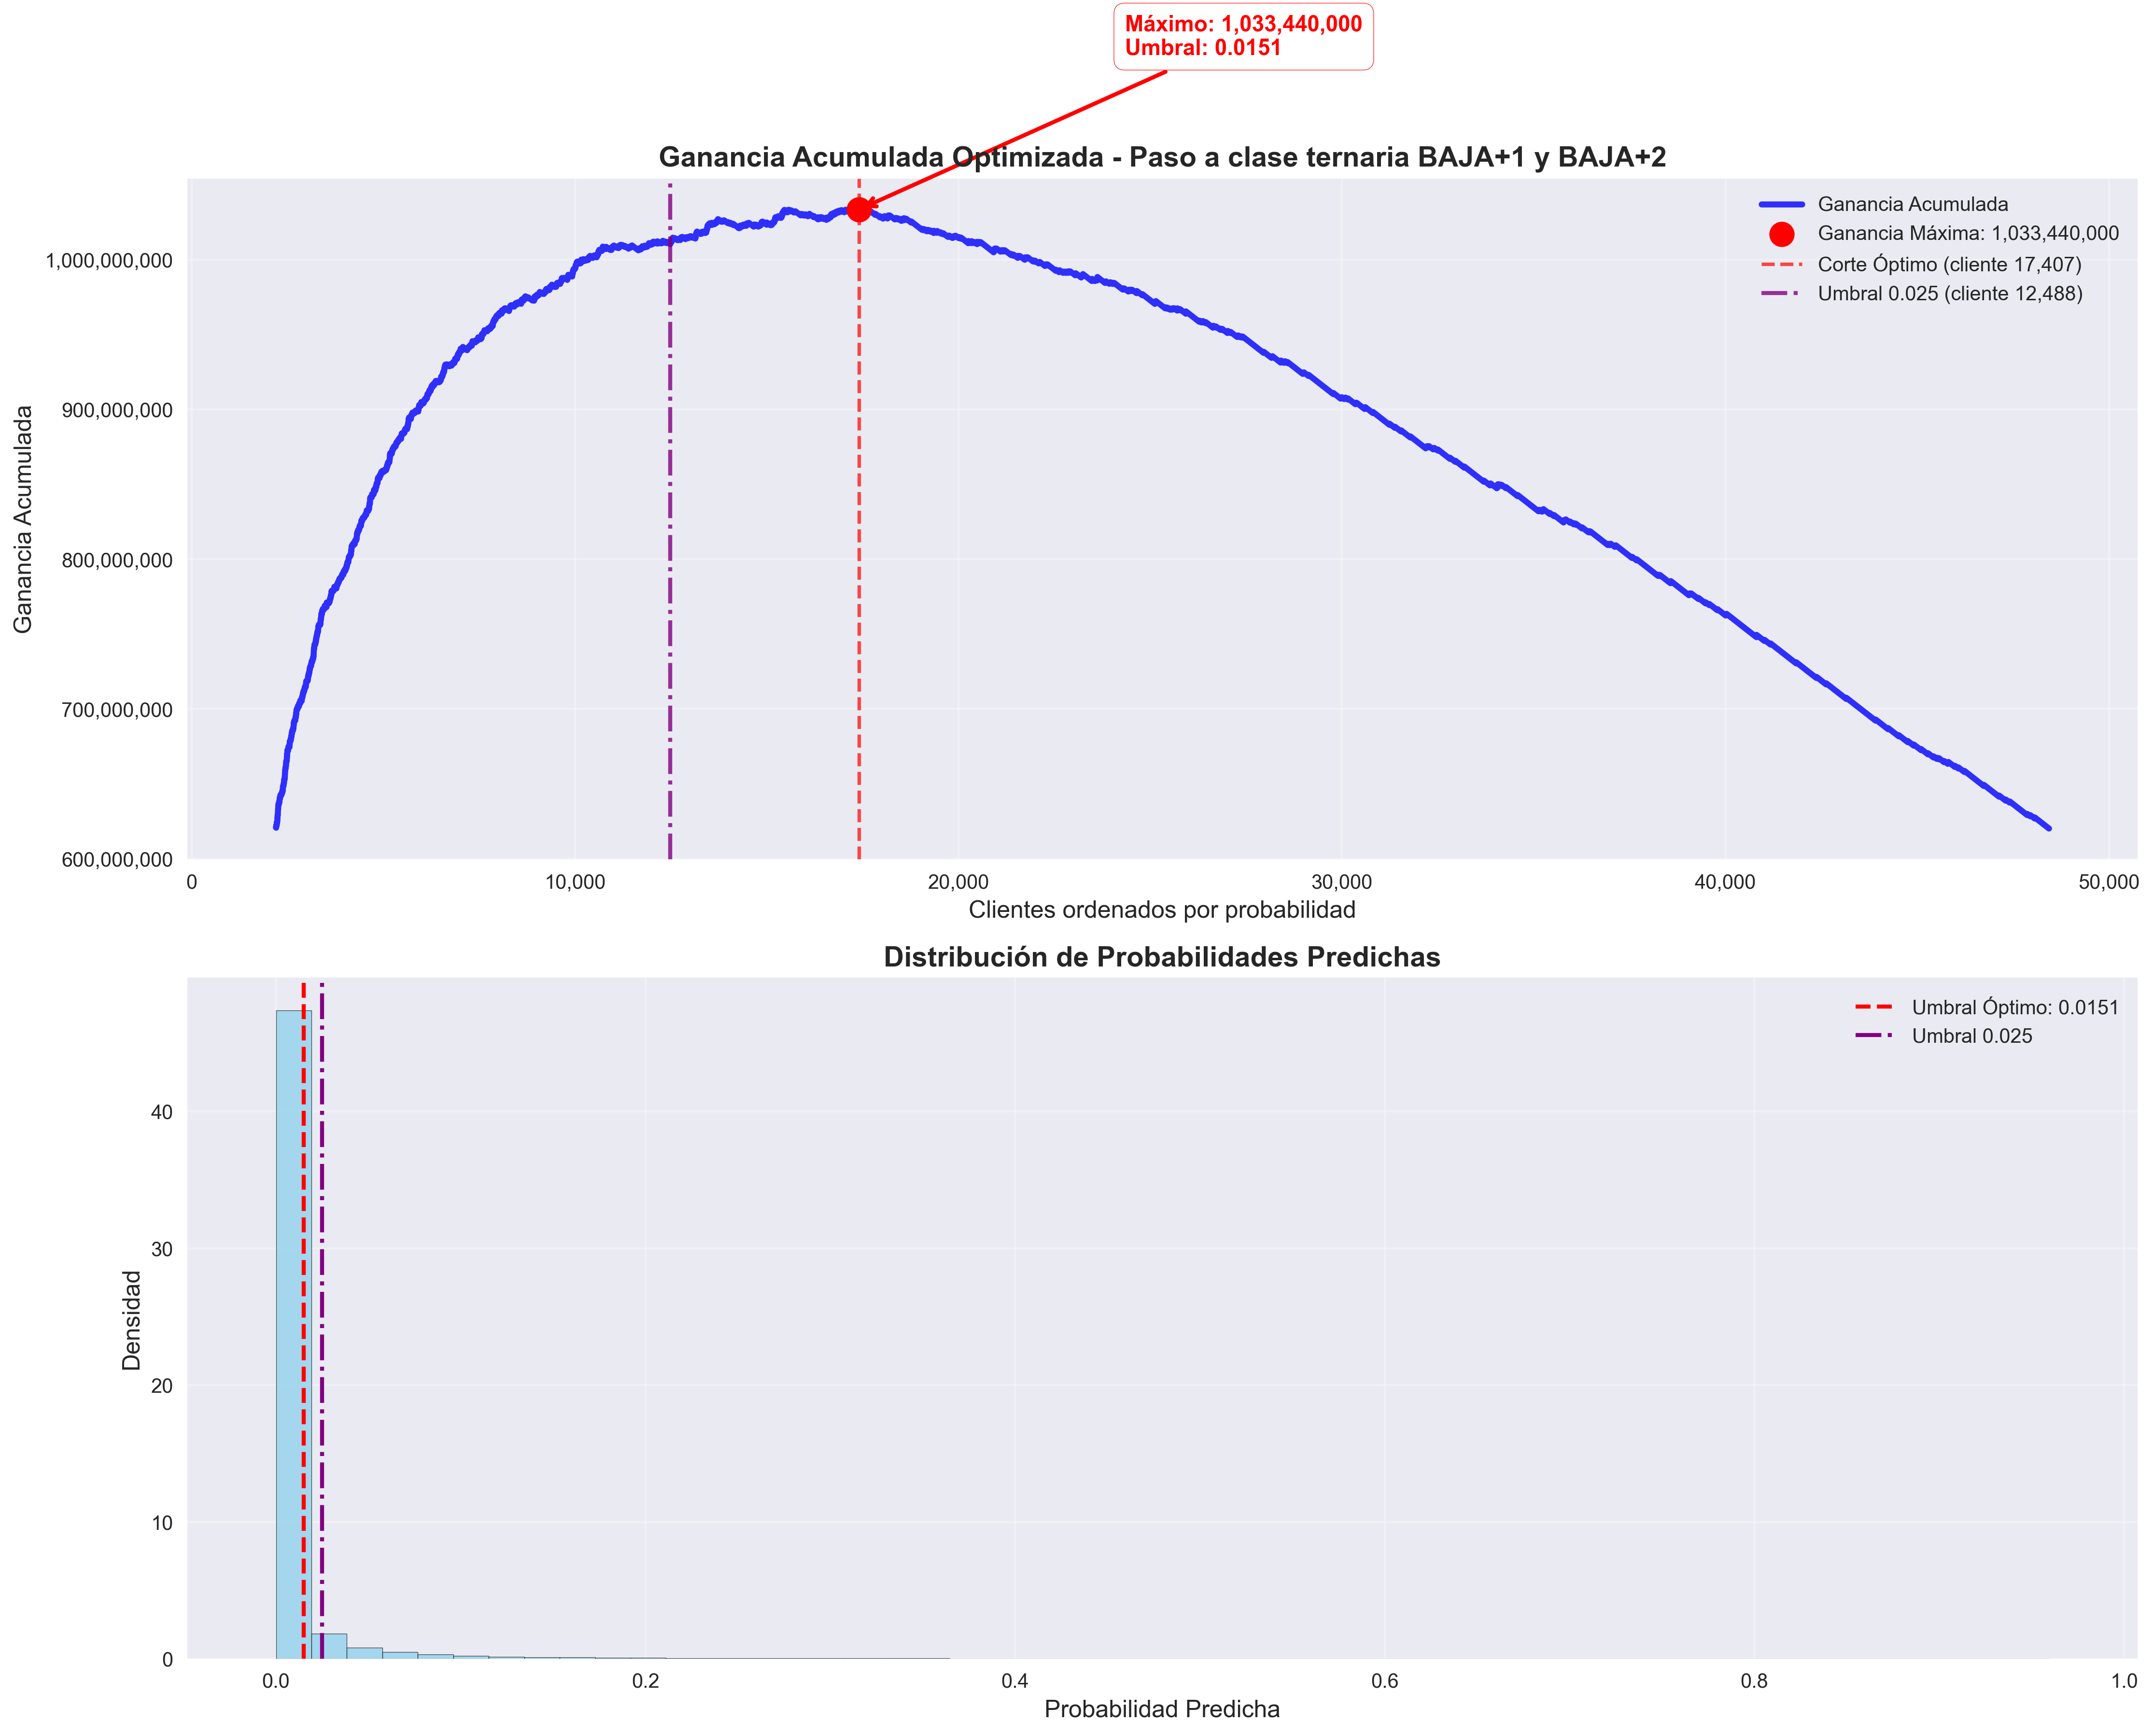 Máximo: 1,033,440,000
Umbral: 0.0151
Ganancia Acumulada Optimizada - Paso a clase ternaria BAJA+1 y BAJA+2
Ganancia Acumulada
Ganancia Máxima: 1,033,440,000
Corte Óptimo (cliente 17,407)
Umbral 0.025 (cliente 12,488)
1,000,000,000
900,000,000
800,000,000
700,000,000
600,000,000
Ganancia Acumulada
0
10,000
20,000
30,000
40,000
50,000
Clientes ordenados por probabilidad
Distribución de Probabilidades Predichas
Umbral Óptimo: 0.0151
Umbral 0.025
40
30
20
10
0
Densidad
0.0
0.2
0.4
0.6
0.8
1.0
Probabilidad Predicha